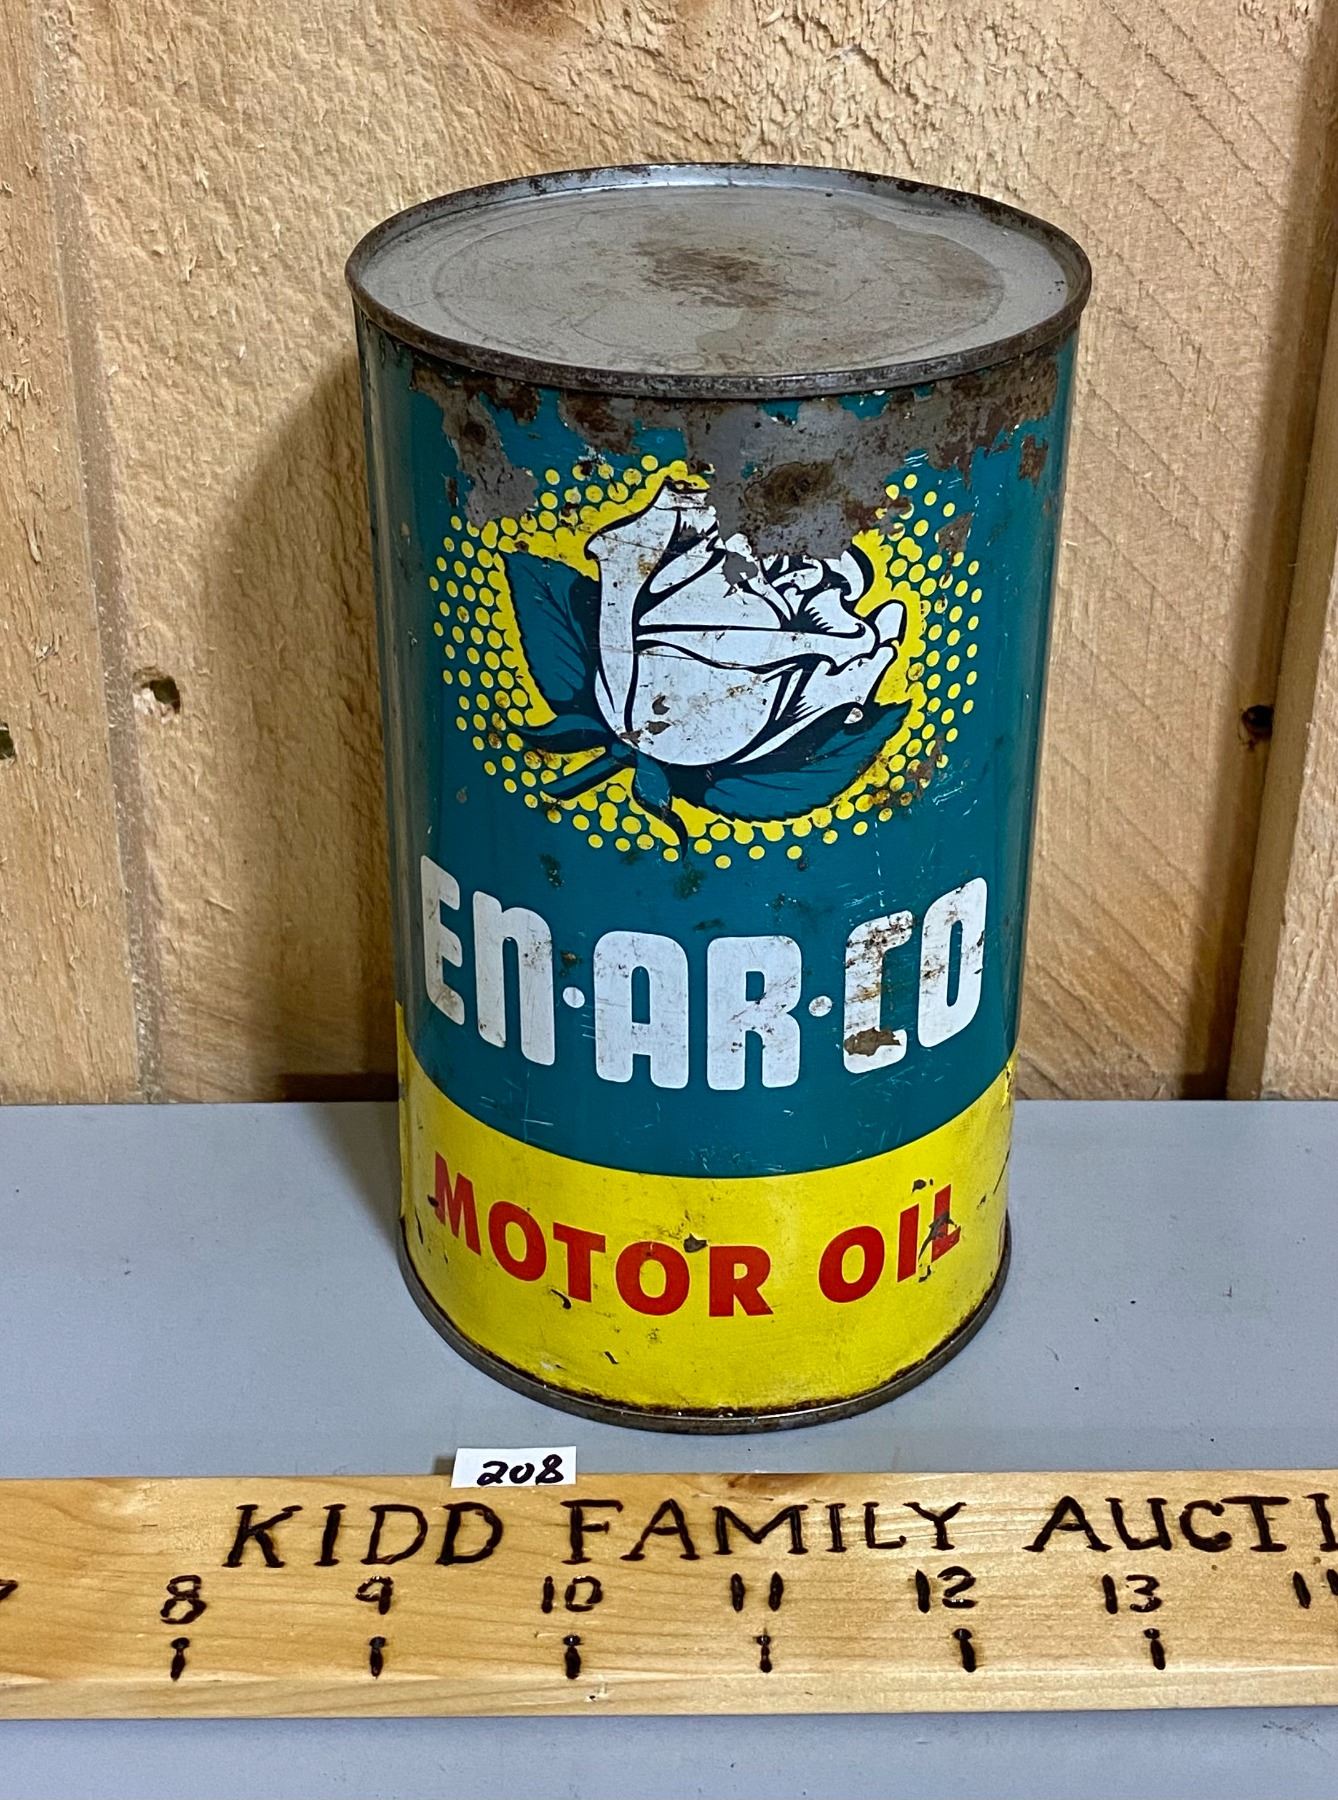 EN·AR·CO
MOTOR OIL
208
KIDD FAMILY AUCTI
8 9 10 11 12 13